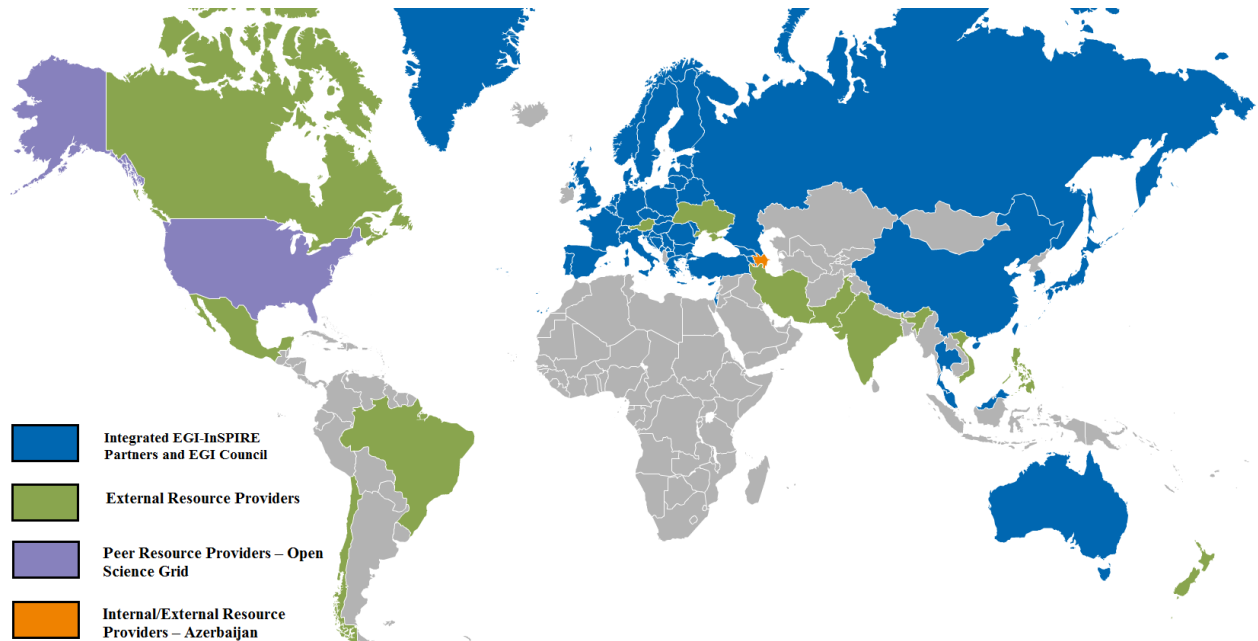 Integrated EGI-InSPIRE
Partners and EGI Council
External Resource Providers
Peer Resource Providers – Open
Science Grid
Internal/External Resource
Providers – Azerbaijan